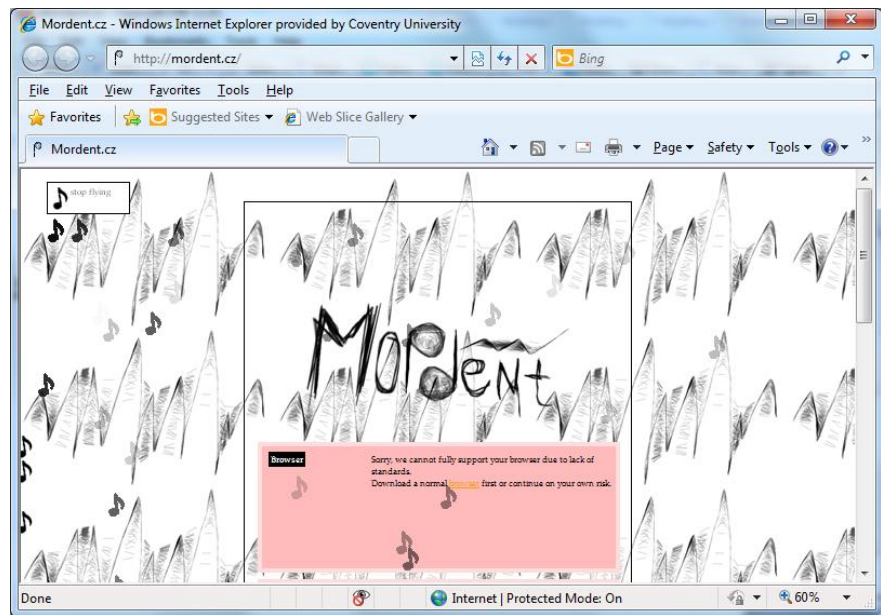 Mordent.cz - Windows Internet Explorer provided by Coventry University
http://mordent.cz/
Bing
File Edit View Favorites Tools Help
Favorites Suggested Sites Web Slice Gallery
Mordent.cz
Page Safety Tools
stop flying
Mordent
Browser
Sorry, we cannot fully support your browser due to lack of
standards.
Download a normal browser first or continue on your own risk.
Done
Internet | Protected Mode: On
60%